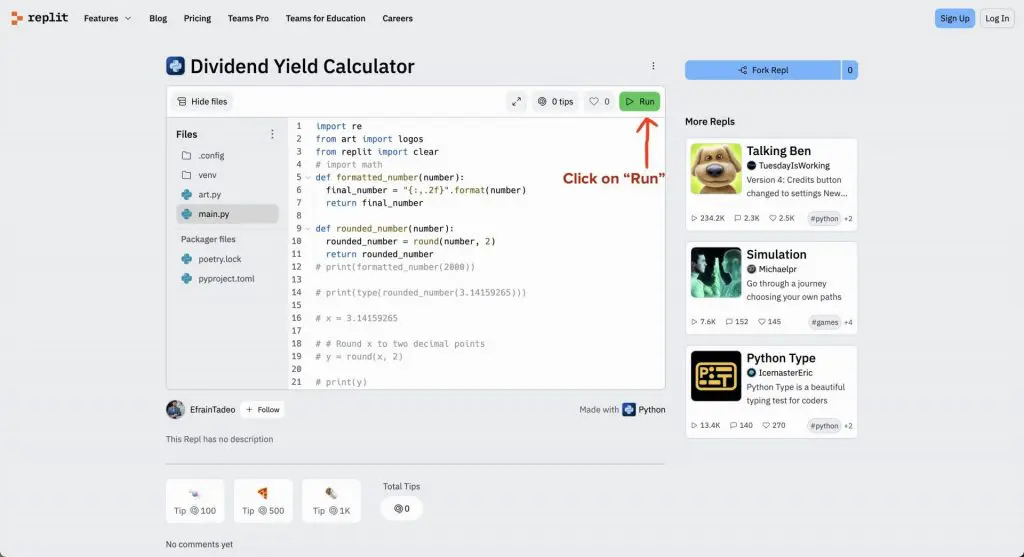 replit
Features
Blog
Pricing
Teams Pro
Teams for Education
Careers
Sign Up
Log In
Dividend Yield Calculator
Fork Repl
0
Hide files
0 tips
0
Run
Files
.config
venv
art.py
main.py
Packager files
poetry.lock
pyproject.toml
1 import re
2 from art import logos
3 from replit import clear
4 # import math
5 def formatted_number(number):
6   final_number = "{:,.2f}".format(number)
7   return final_number
8
9 def rounded_number(number):
10   rounded_number = round(number, 2)
11   return rounded_number
12 # print(formatted_number(2000))
13
14 # print(type(rounded_number(3.14159265)))
15
16 # x = 3.14159265
17
18 # # Round x to two decimal points
19 # y = round(x, 2)
20
21 # print(y)
Click on “Run”
EfrainTadeo
+ Follow
Made with Python
This Repl has no description
Tip 100
Tip 500
Tip 1K
Total Tips
0
No comments yet
More Repls
Talking Ben
TuesdayIsWorking
Version 4: Credits button
changed to settings New...
234.2K 2.3K 2.5K #python +2
Simulation
Michaelpr
Go through a journey
choosing your own paths
7.6K 152 145 #games +4
Python Type
IcemasterEric
Python Type is a beautiful
typing test for coders
13.4K 140 270 #python +2